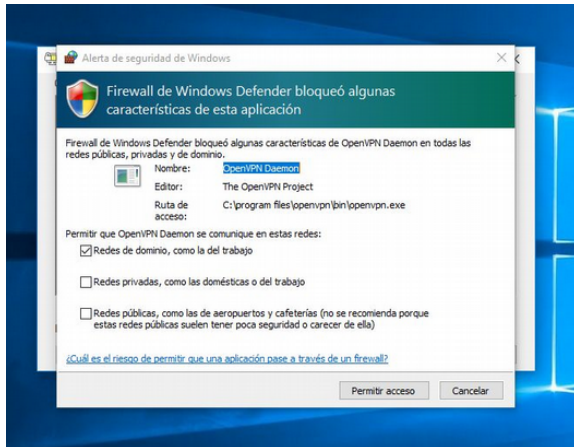 Alerta de seguridad de Windows
Firewall de Windows Defender bloqueó algunas
características de esta aplicación
Firewall de Windows Defender bloqueó algunas características de OpenVPN Daemon en todas las
redes públicas, privadas y de dominio.
Nombre: OpenVPN Daemon
Editor: The OpenVPN Project
Ruta de acceso: C:\program files\openvpn\bin\openvpn.exe
Permitir que OpenVPN Daemon se comunique en estas redes:
Redes de dominio, como la del trabajo
Redes privadas, como las domésticas o del trabajo
Redes públicas, como las de aeropuertos y cafeterías (no se recomienda porque
estas redes públicas suelen tener poca seguridad o carecer de ella)
¿Cuál es el riesgo de permitir que una aplicación pase a través de un firewall?
Permitir acceso Cancelar